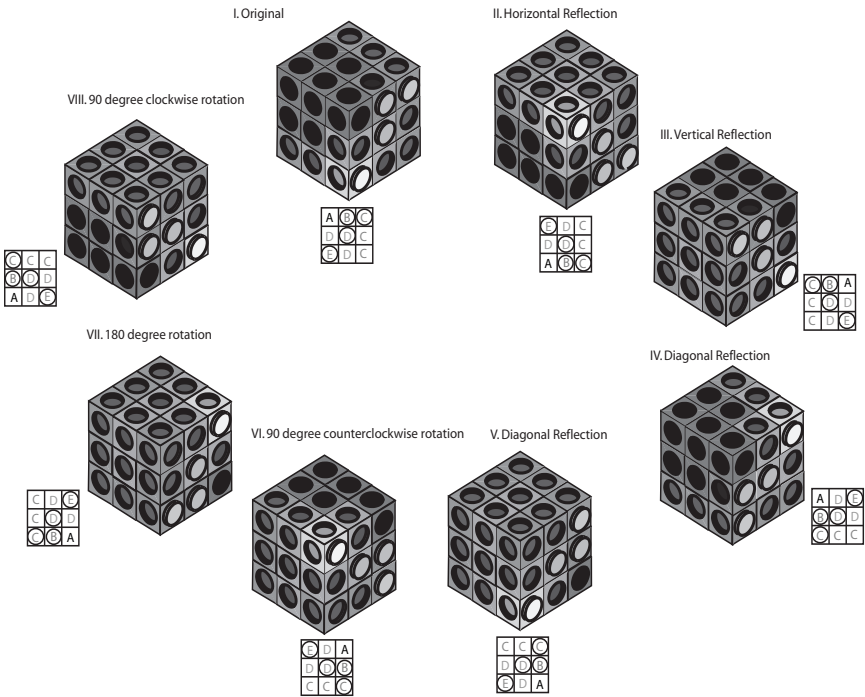 I. Original
A B C
D D C
E D C
II. Horizontal Reflection
E D C
D D C
A B C
III. Vertical Reflection
C B A
C D D
C D E
IV. Diagonal Reflection
A D E
B D D
C C C
V. Diagonal Reflection
C C C
D D B
E D A
VI. 90 degree counterclockwise rotation
E D A
D D B
C C C
VII. 180 degree rotation
C D E
C D D
C B A
VIII. 90 degree clockwise rotation
C C C
B D D
A D E